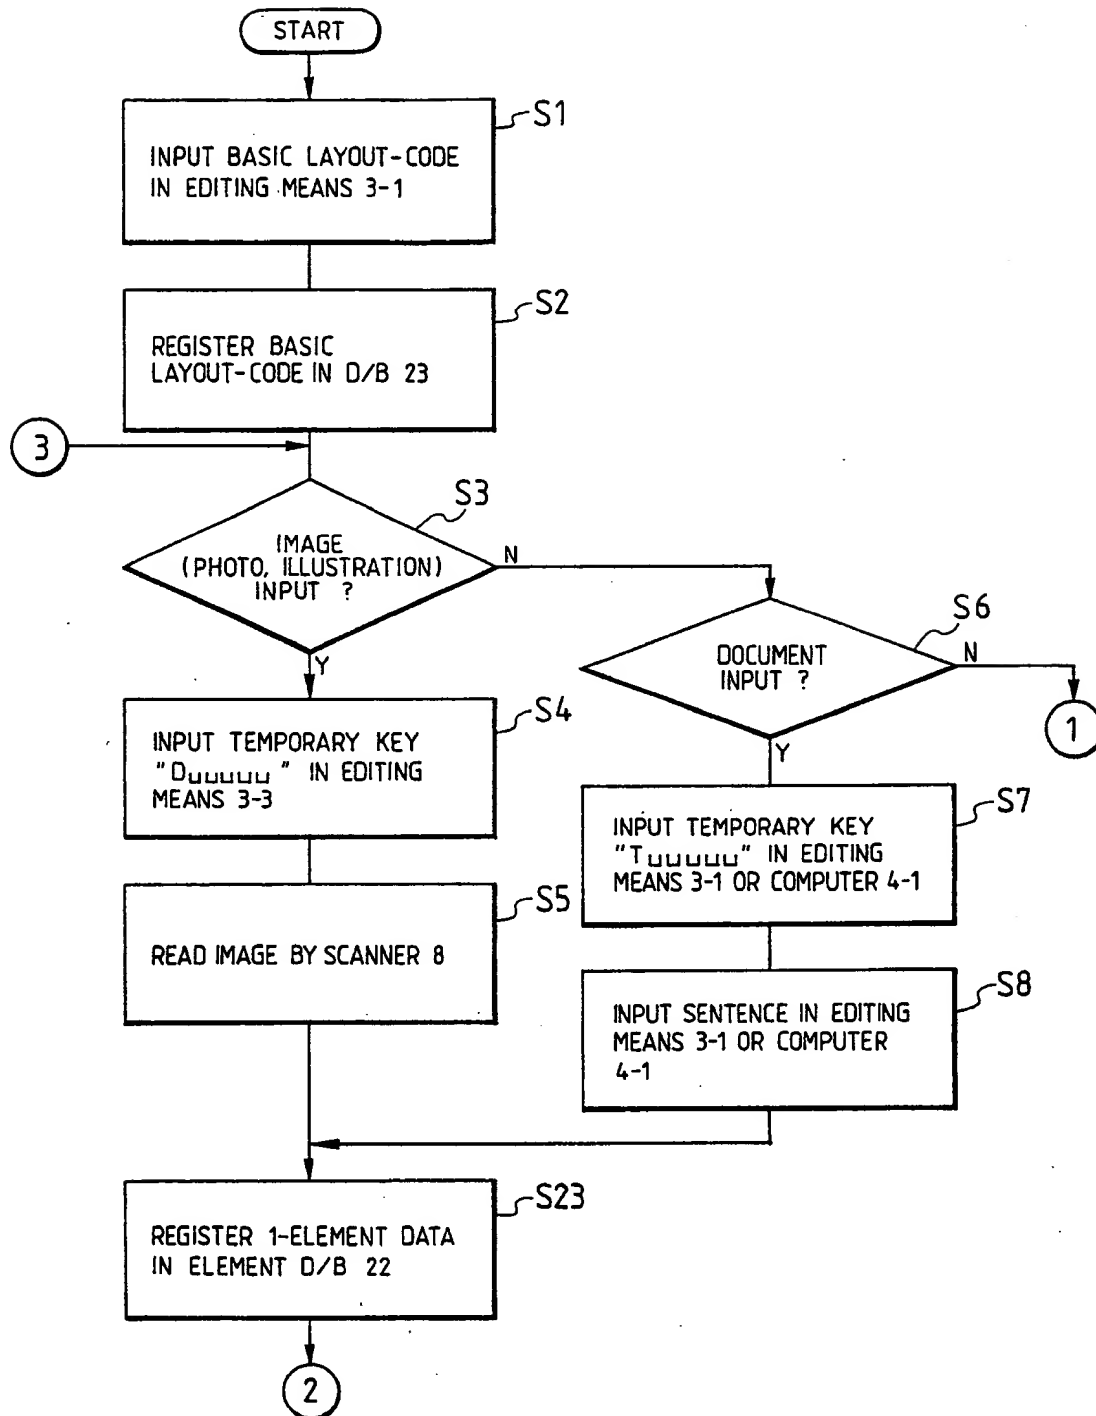 START
S1
INPUT BASIC LAYOUT-CODE
IN EDITING MEANS 3-1
S2
REGISTER BASIC
LAYOUT-CODE IN D/B 23
3
S3
IMAGE
(PHOTO, ILLUSTRATION)
INPUT ?
N
Y
S6
DOCUMENT
INPUT ?
N
1
Y
S4
INPUT TEMPORARY KEY
"D␣␣␣␣␣" IN EDITING
MEANS 3-3
S7
INPUT TEMPORARY KEY
"T␣␣␣␣␣" IN EDITING
MEANS 3-1 OR COMPUTER 4-1
S5
READ IMAGE BY SCANNER 8
S8
INPUT SENTENCE IN EDITING
MEANS 3-1 OR COMPUTER
4-1
S23
REGISTER 1-ELEMENT DATA
IN ELEMENT D/B 22
2